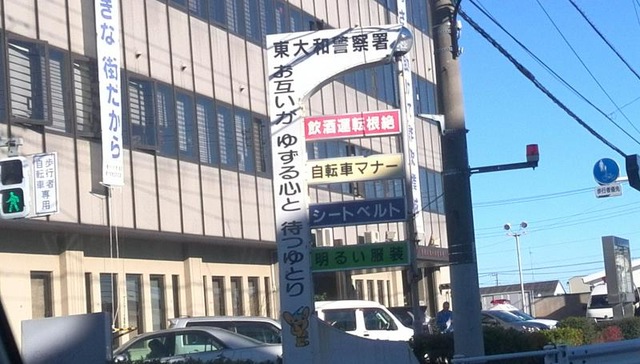 きな 街だから
東大和警察署
お互いが ゆずる心と 待つゆとり
飲酒運転根絶
自転車マナー
シートベルト
明るい服装
歩行者
自転車
専用